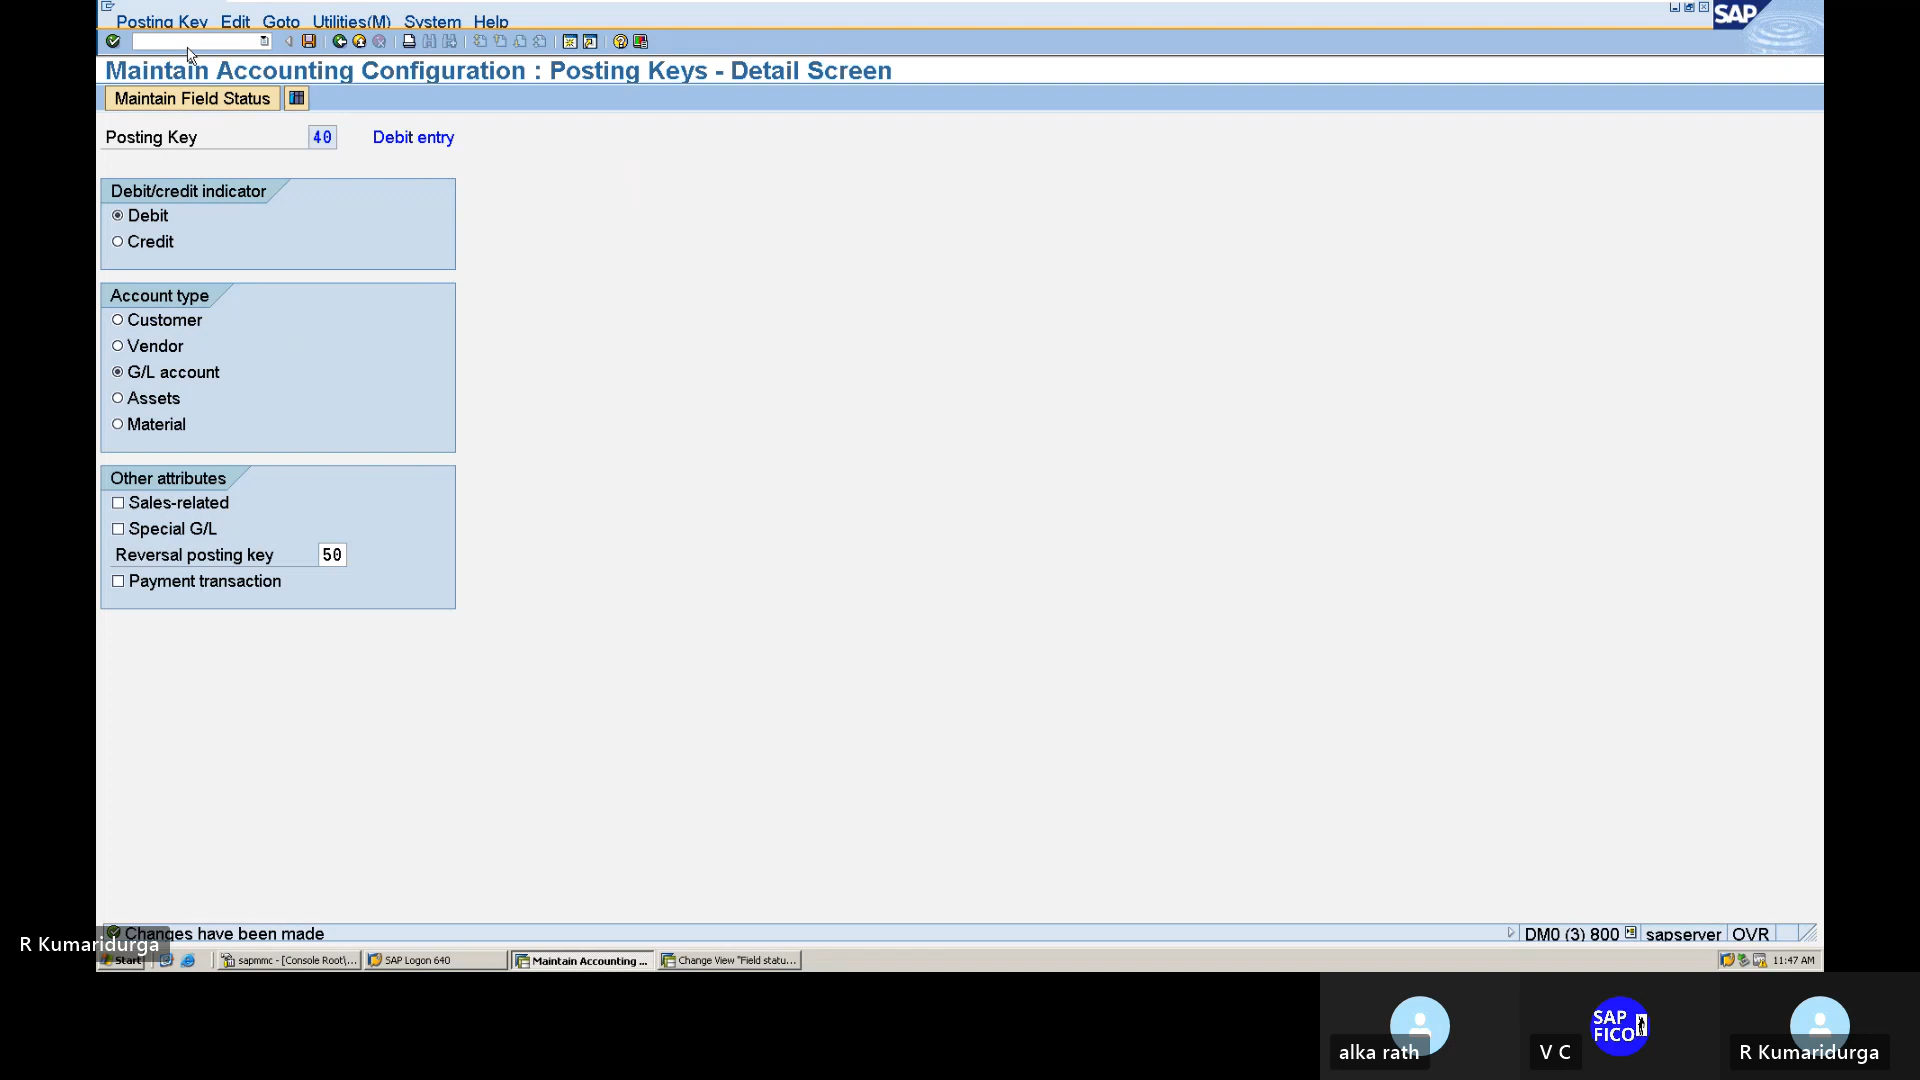 Posting Key Edit Goto Utilities(M) System Help
SAP
Maintain Accounting Configuration : Posting Keys - Detail Screen
Maintain Field Status
Posting Key 40 Debit entry
Debit/credit indicator
Debit
Credit
Account type
Customer
Vendor
G/L account
Assets
Material
Other attributes
Sales-related
Special G/L
Reversal posting key 50
Payment transaction
Changes have been made
DM0 (3) 800 sapserver OVR
R Kumaridurga
Start sapmmc - [Console Root\... SAP Logon 640 Maintain Accounting ... Change View "Field statu... 11:47 AM
SAP
FICO
alka rath V C R Kumaridurga